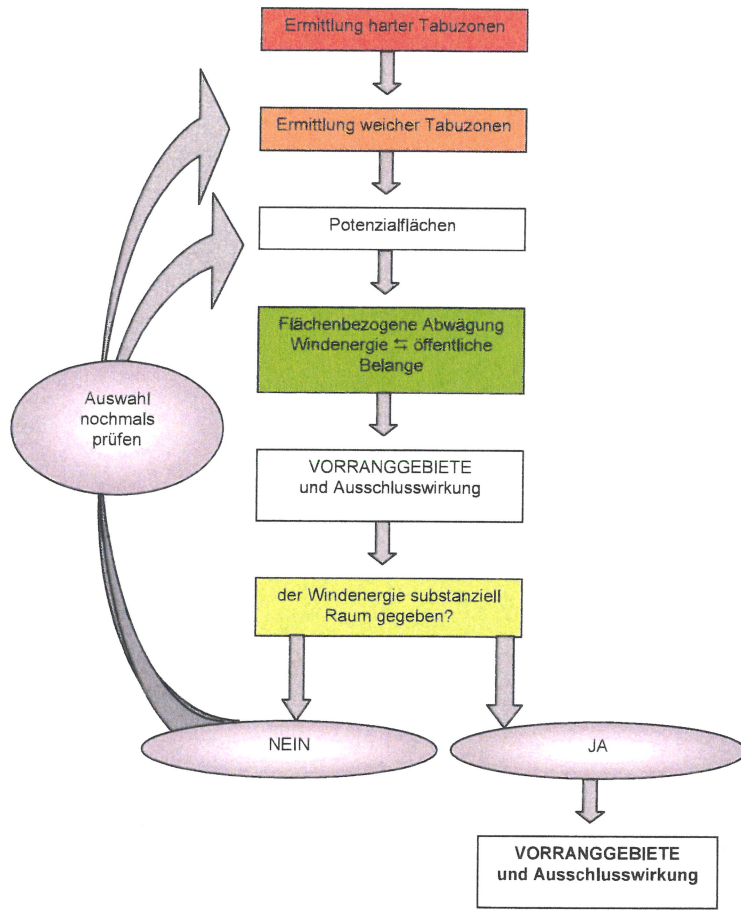 Ermittlung harter Tabuzonen
Ermittlung weicher Tabuzonen
Potenzialflächen
Flächenbezogene Abwägung
Windenergie ⇆ öffentliche
Belange
Auswahl
nochmals
prüfen
VORRANGGEBIETE
und Ausschlusswirkung
der Windenergie substanziell
Raum gegeben?
NEIN
JA
VORRANGGEBIETE
und Ausschlusswirkung